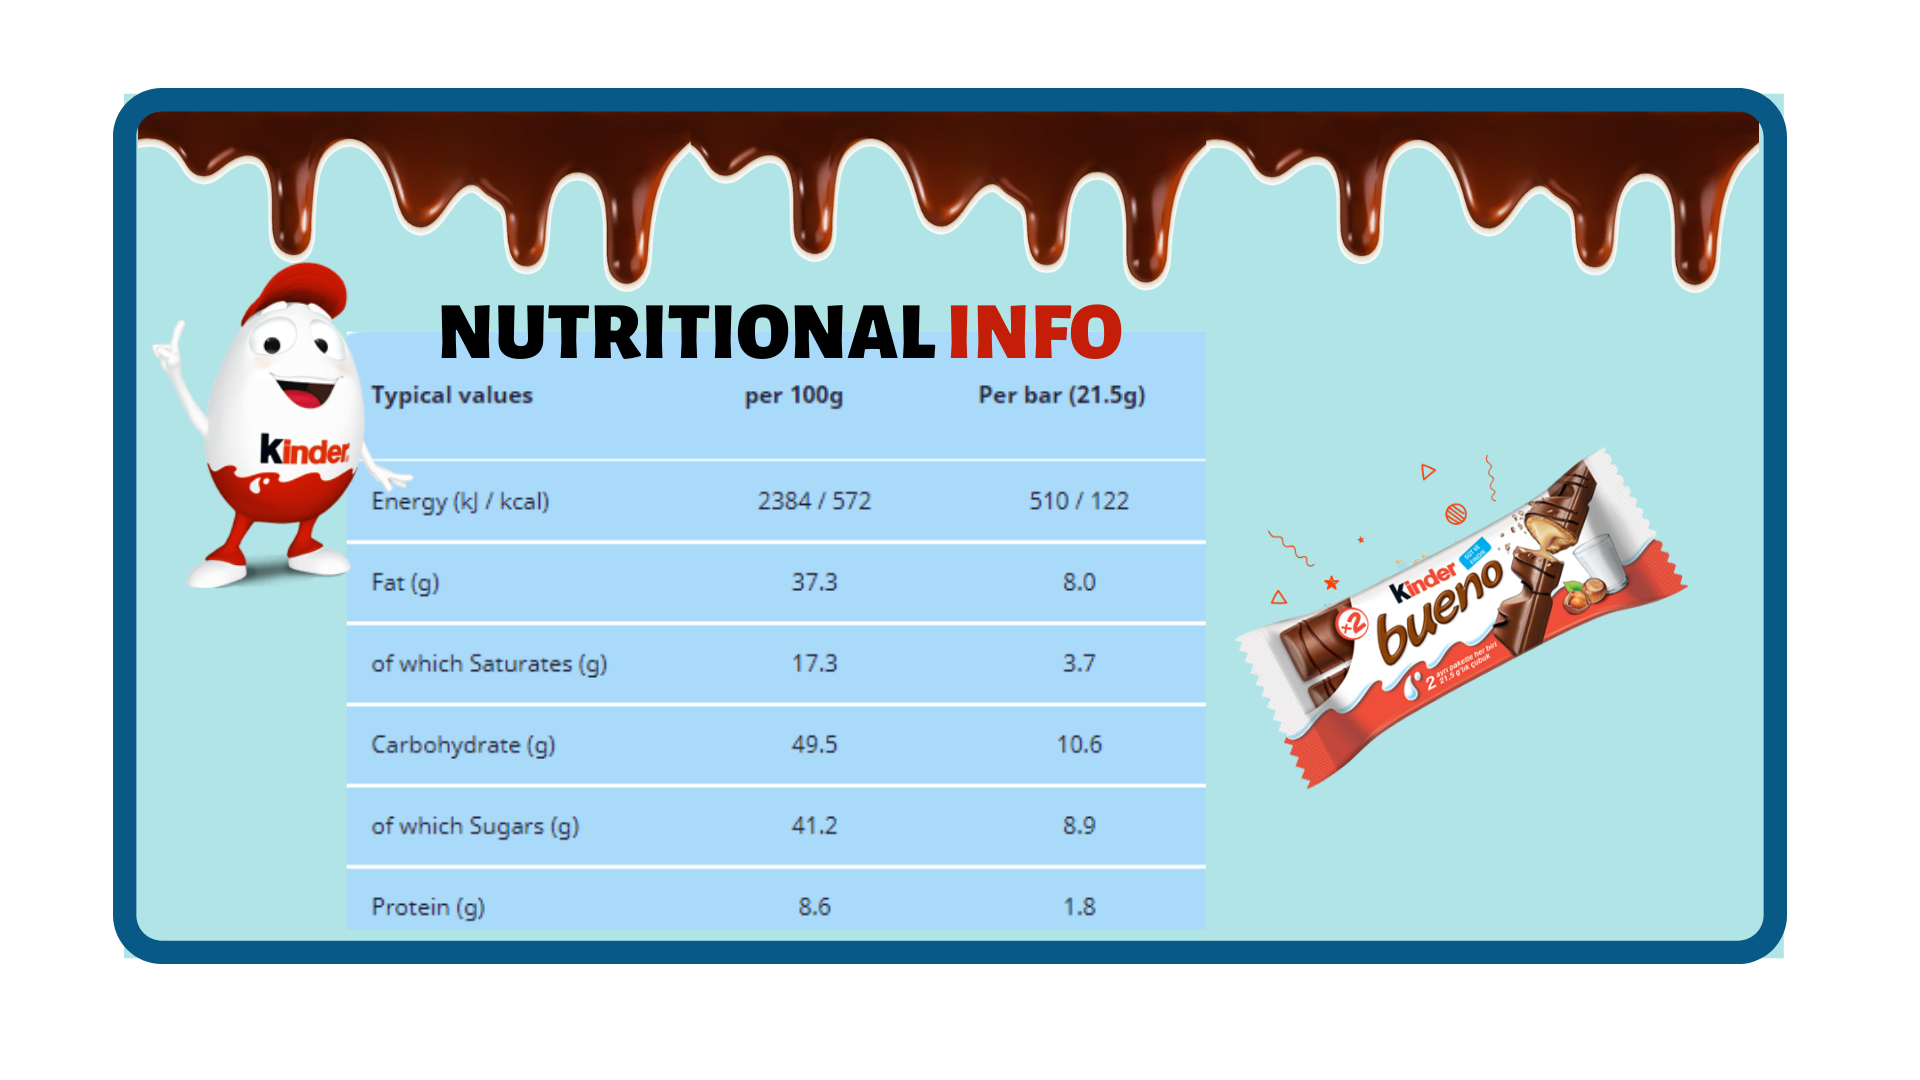 NUTRITIONAL INFO
Typical values per 100g Per bar (21.5g)
Kinder
Energy (kJ / kcal) 2384 / 572 510 / 122
Fat (g) 37.3 8.0
of which Saturates (g) 17.3 3.7
Carbohydrate (g) 49.5 10.6
of which Sugars (g) 41.2 8.9
Protein (g) 8.6 1.8
SÜT VE
FINDIK
Kinder
bueno
x2
2 ayrı pakette her biri
21,5 g'lık çubuk